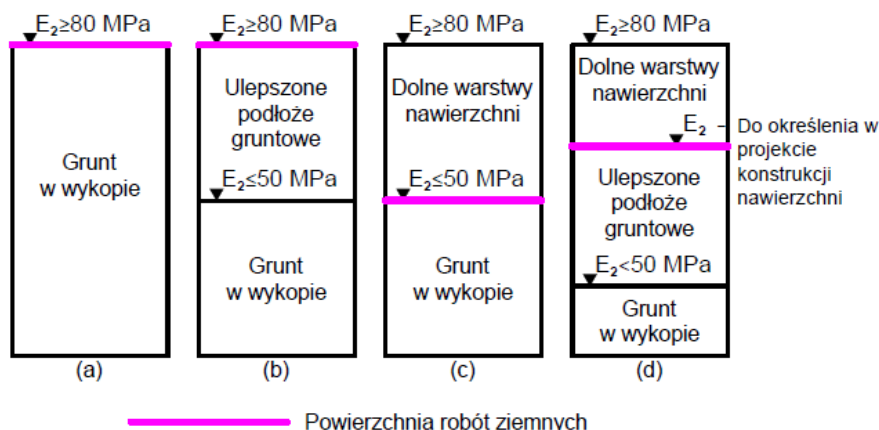 E₂≥80 MPa
Grunt
w wykopie
(a)
E₂≥80 MPa
Ulepszone
podłoże
gruntowe
E₂≤50 MPa
Grunt
w wykopie
(b)
E₂≥80 MPa
Dolne warstwy
nawierzchni
E₂≤50 MPa
Grunt
w wykopie
(c)
E₂≥80 MPa
Dolne warstwy
nawierzchni
E₂ - Do określenia w
projekcie
konstrukcji
nawierzchni
Ulepszone
podłoże
gruntowe
E₂<50 MPa
Grunt
w wykopie
(d)
Powierzchnia robót ziemnych